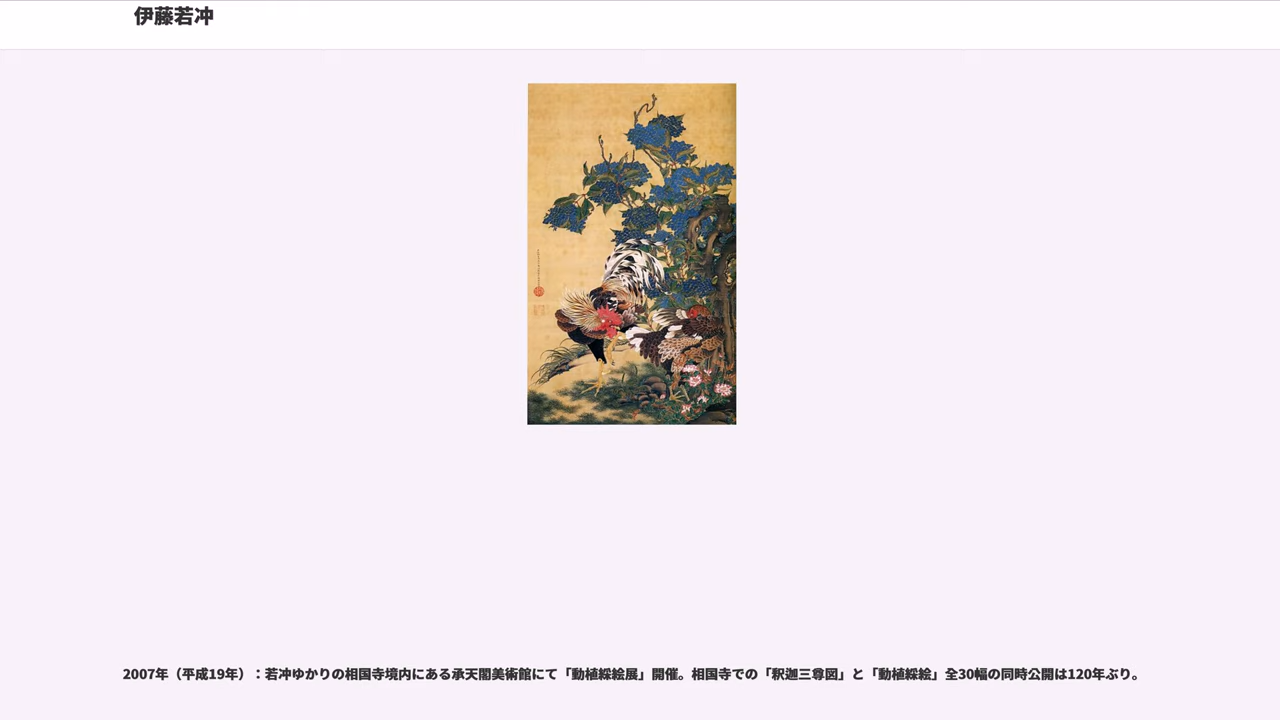 伊藤若冲
2007年（平成19年）：若冲ゆかりの相国寺境内にある承天閣美術館にて「動植綵絵展」開催。相国寺での「釈迦三尊図」と「動植綵絵」全30幅の同時公開は120年ぶり。